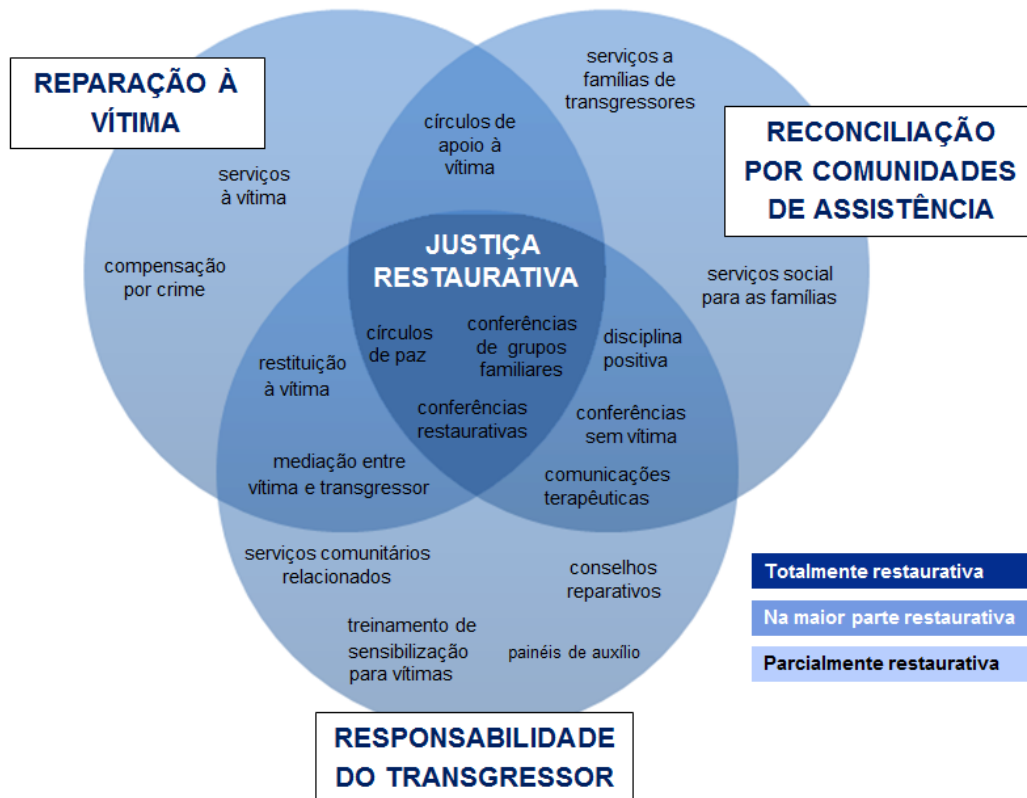 REPARAÇÃO À
VÍTIMA
serviços a
famílias de
transgressores
RECONCILIAÇÃO
POR COMUNIDADES
DE ASSISTÊNCIA
círculos de
apoio à
vítima
serviços
à vítima
compensação
por crime
JUSTIÇA
RESTAURATIVA
serviços social
para as famílias
círculos
de paz
conferências
de grupos
familiares
disciplina
positiva
restituição
à vítima
conferências
restaurativas
conferências
sem vítima
mediação entre
vítima e transgressor
comunicações
terapêuticas
serviços comunitários
relacionados
conselhos
reparativos
treinamento de
sensibilização
para vítimas
painéis de auxílio
RESPONSABILIDADE
DO TRANSGRESSOR
Totalmente restaurativa
Na maior parte restaurativa
Parcialmente restaurativa